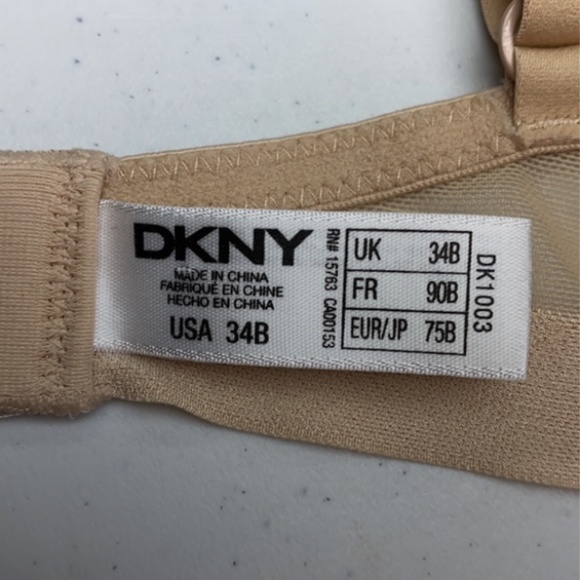 DKNY
MADE IN CHINA
FABRIQUÉ EN CHINE
HECHO EN CHINA
USA 34B
RN# 15763 CA00153
UK 34B
FR 90B
EUR/JP 75B
DK1003